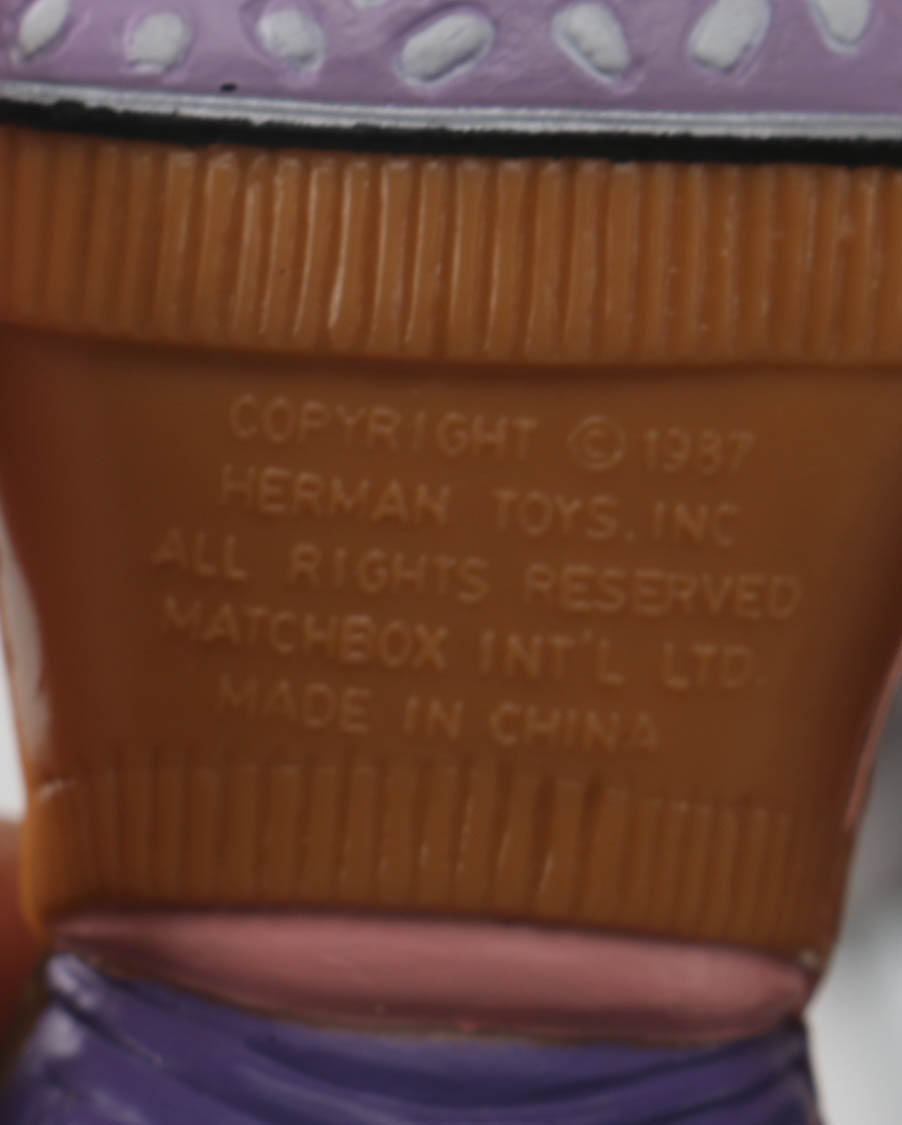 COPYRIGHT © 1987
HERMAN TOYS, INC
ALL RIGHTS RESERVED
MATCHBOX INT'L LTD.
MADE IN CHINA